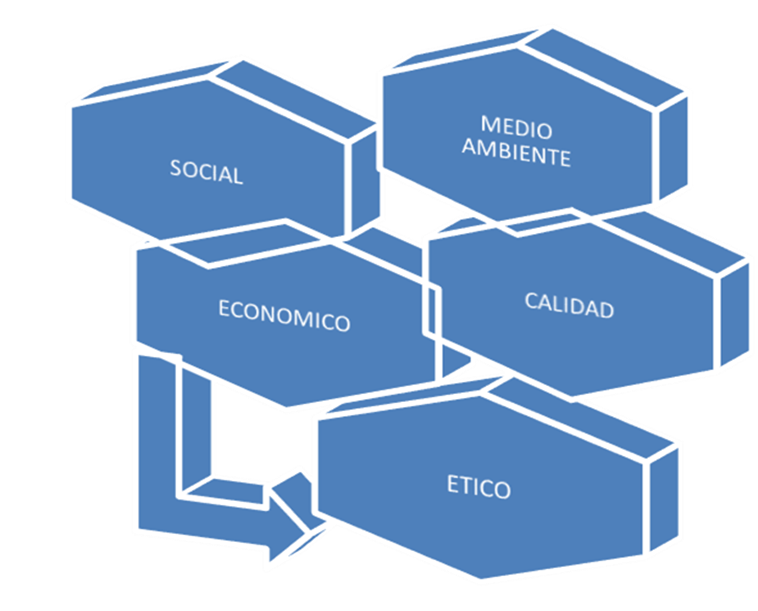 SOCIAL
MEDIO
AMBIENTE
ECONOMICO
CALIDAD
ETICO